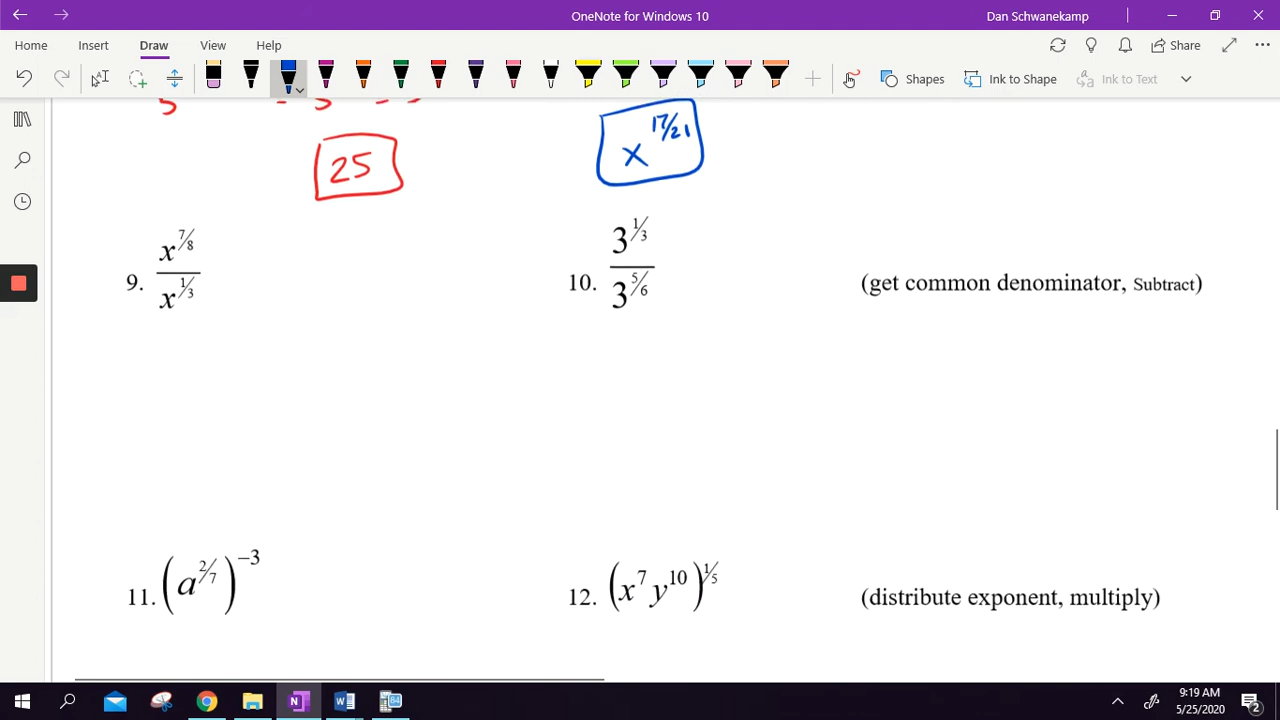 OneNote for Windows 10
Dan Schwanekamp
Home Insert Draw View Help
Share
Shapes Ink to Shape Ink to Text
25
x^17/21
9. x^7/8 / x^1/3
10. 3^1/3 / 3^5/6
(get common denominator, Subtract)
11. (a^2/7)^−3
12. (x^7 y^10)^1/5
(distribute exponent, multiply)
9:19 AM
5/25/2020
2